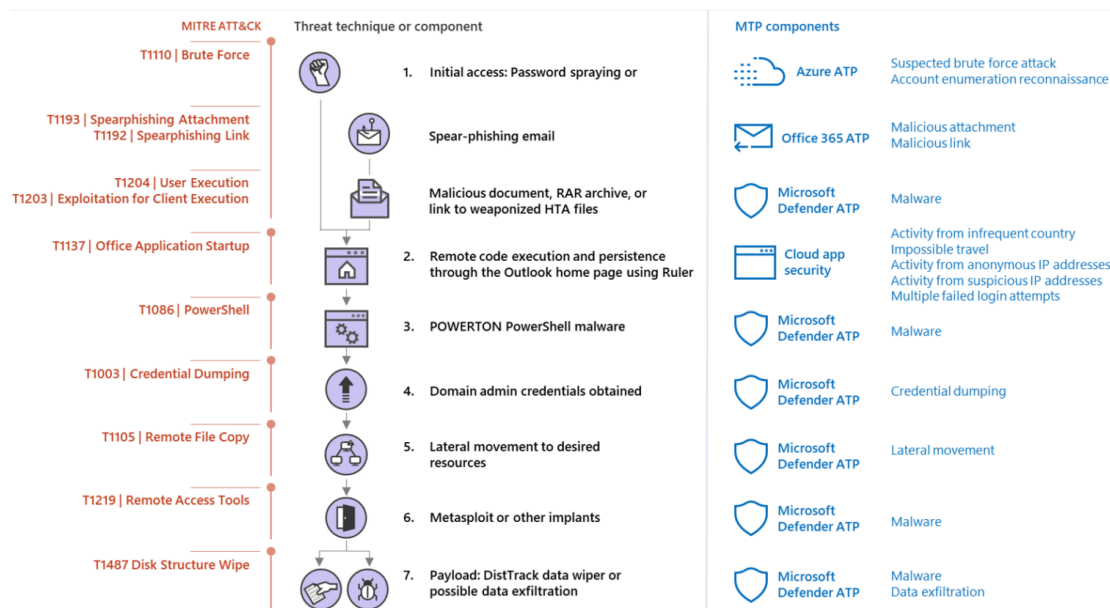 MITRE ATT&CK
Threat technique or component
MTP components
T1110 | Brute Force
1. Initial access: Password spraying or
Azure ATP
Suspected brute force attack
Account enumeration reconnaissance
T1193 | Spearphishing Attachment
T1192 | Spearphishing Link
Spear-phishing email
Office 365 ATP
Malicious attachment
Malicious link
T1204 | User Execution
T1203 | Exploitation for Client Execution
Malicious document, RAR archive, or
link to weaponized HTA files
Microsoft
Defender ATP
Malware
T1137 | Office Application Startup
2. Remote code execution and persistence
through the Outlook home page using Ruler
Cloud app
security
Activity from infrequent country
Impossible travel
Activity from anonymous IP addresses
Activity from suspicious IP addresses
Multiple failed login attempts
T1086 | PowerShell
3. POWERTON PowerShell malware
Microsoft
Defender ATP
Malware
T1003 | Credential Dumping
4. Domain admin credentials obtained
Microsoft
Defender ATP
Credential dumping
T1105 | Remote File Copy
5. Lateral movement to desired
resources
Microsoft
Defender ATP
Lateral movement
T1219 | Remote Access Tools
6. Metasploit or other implants
Microsoft
Defender ATP
Malware
T1487 Disk Structure Wipe
7. Payload: DistTrack data wiper or
possible data exfiltration
Microsoft
Defender ATP
Malware
Data exfiltration